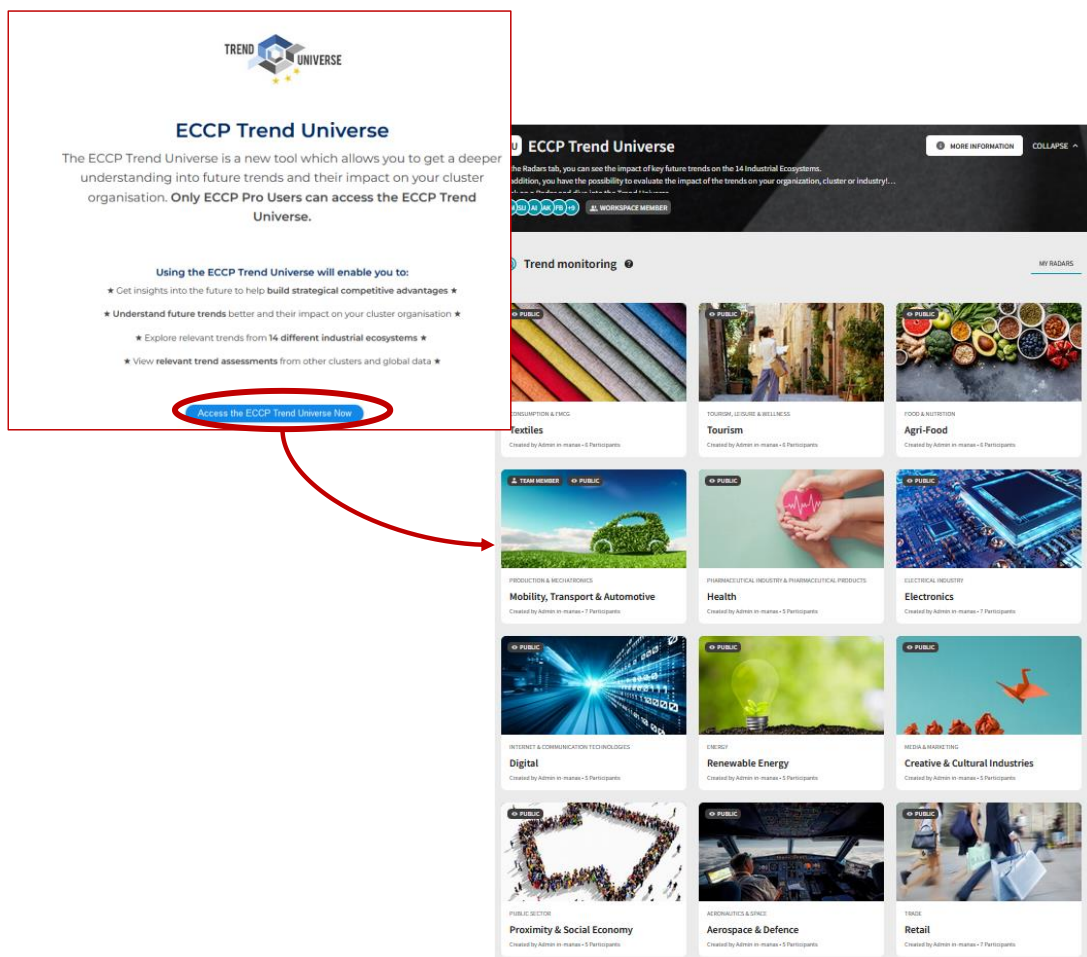 TREND
UNIVERSE
ECCP Trend Universe
The ECCP Trend Universe is a new tool which allows you to get a deeper
understanding into future trends and their impact on your cluster
organisation. Only ECCP Pro Users can access the ECCP Trend
Universe.
Using the ECCP Trend Universe will enable you to:
★ Get insights into the future to help build strategical competitive advantages ★
★ Understand future trends better and their impact on your cluster organisation ★
★ Explore relevant trends from 14 different industrial ecosystems ★
★ View relevant trend assessments from other clusters and global data ★
Access the ECCP Trend Universe Now
U ECCP Trend Universe
MORE INFORMATION COLLAPSE
the Radars tab, you can see the impact of key future trends on the 14 Industrial Ecosystems.
addition, you have the possibility to evaluate the impact of the trends on your organization, cluster or industry!...
SU AI AK FB +9 WORKSPACE MEMBER
Trend monitoring
MY RADARS
PUBLIC
CONSUMPTION & FMCG
Textiles
Created by Admin in-manas • 6 Participants
PUBLIC
TOURISM, LEISURE & WELLNESS
Tourism
Created by Admin in-manas • 6 Participants
PUBLIC
FOOD & NUTRITION
Agri-Food
Created by Admin in-manas • 6 Participants
TEAM MEMBER PUBLIC
PRODUCTION & MECHATRONICS
Mobility, Transport & Automotive
Created by Admin in-manas • 7 Participants
PUBLIC
PHARMACEUTICAL INDUSTRY & PHARMACEUTICAL PRODUCTS
Health
Created by Admin in-manas • 5 Participants
PUBLIC
ELECTRICAL INDUSTRY
Electronics
Created by Admin in-manas • 7 Participants
PUBLIC
INTERNET & COMMUNICATION TECHNOLOGIES
Digital
Created by Admin in-manas • 5 Participants
PUBLIC
ENERGY
Renewable Energy
Created by Admin in-manas • 5 Participants
PUBLIC
MEDIA & MARKETING
Creative & Cultural Industries
Created by Admin in-manas • 5 Participants
PUBLIC
PUBLIC SECTOR
Proximity & Social Economy
Created by Admin in-manas • 5 Participants
PUBLIC
AERONAUTICS & SPACE
Aerospace & Defence
Created by Admin in-manas • 5 Participants
PUBLIC
TRADE
Retail
Created by Admin in-manas • 7 Participants